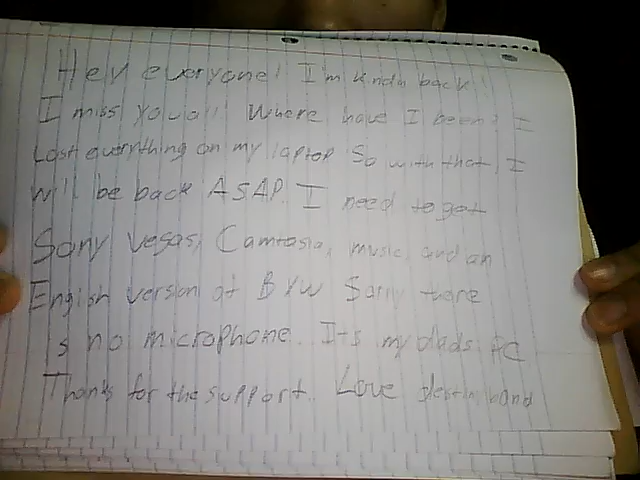 Hey everyone! I'm kinda back!
I miss you all! Where have I been? I
Lost everything on my laptop So with that, I
will be back ASAP. I need to get
Sony Vegas, Camtasia, music, and an
English version of BYW Sorry there
is no microphone. It's my dads PC
Thanks for the support. Love